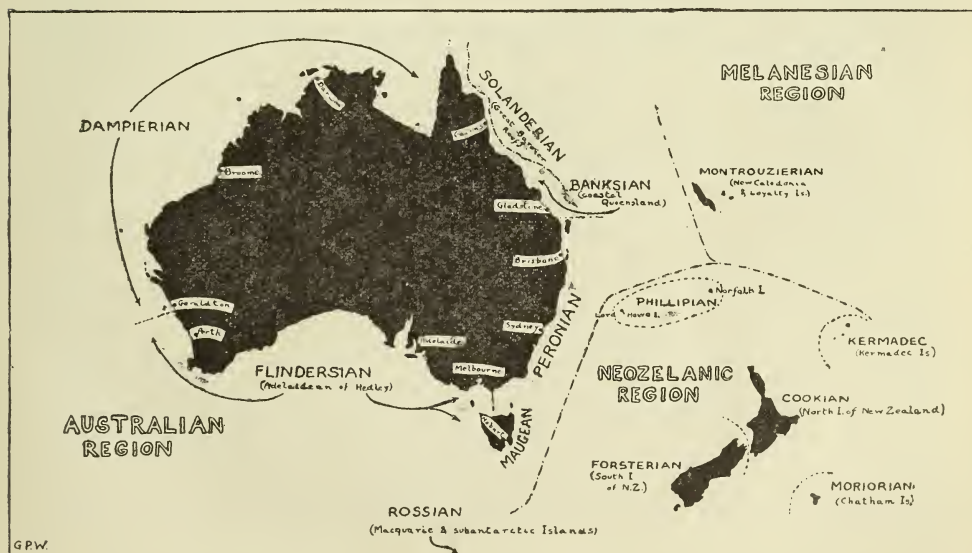 MELANESIAN
REGION
DAMPIERIAN
Darwin
SOLANDERIAN
(Great Barrier
Reef)
Cairns
Broome
BANKSIAN
(Coastal
Queensland)
MONTROUZIERIAN
(New Caledonia
& Loyalty Is.)
Gladstone
Brisbane
Geraldton
Perth
PHILLIPIAN
Norfolk I.
Lord Howe I.
Sydney
Adelaide
PERONIAN
KERMADEC
(Kermadec Is)
FLINDERSIAN
(Adelaidean of Hedley)
Melbourne
NEOZELANIC
REGION
COOKIAN
(North I. of New Zealand)
AUSTRALIAN
REGION
Hobart
MAUGEAN
FORSTERIAN
(South I
of N.Z.)
MORIORIAN
(Chatham Is.)
ROSSIAN
(Macquarie & subantarctic Islands)
G.P.W.